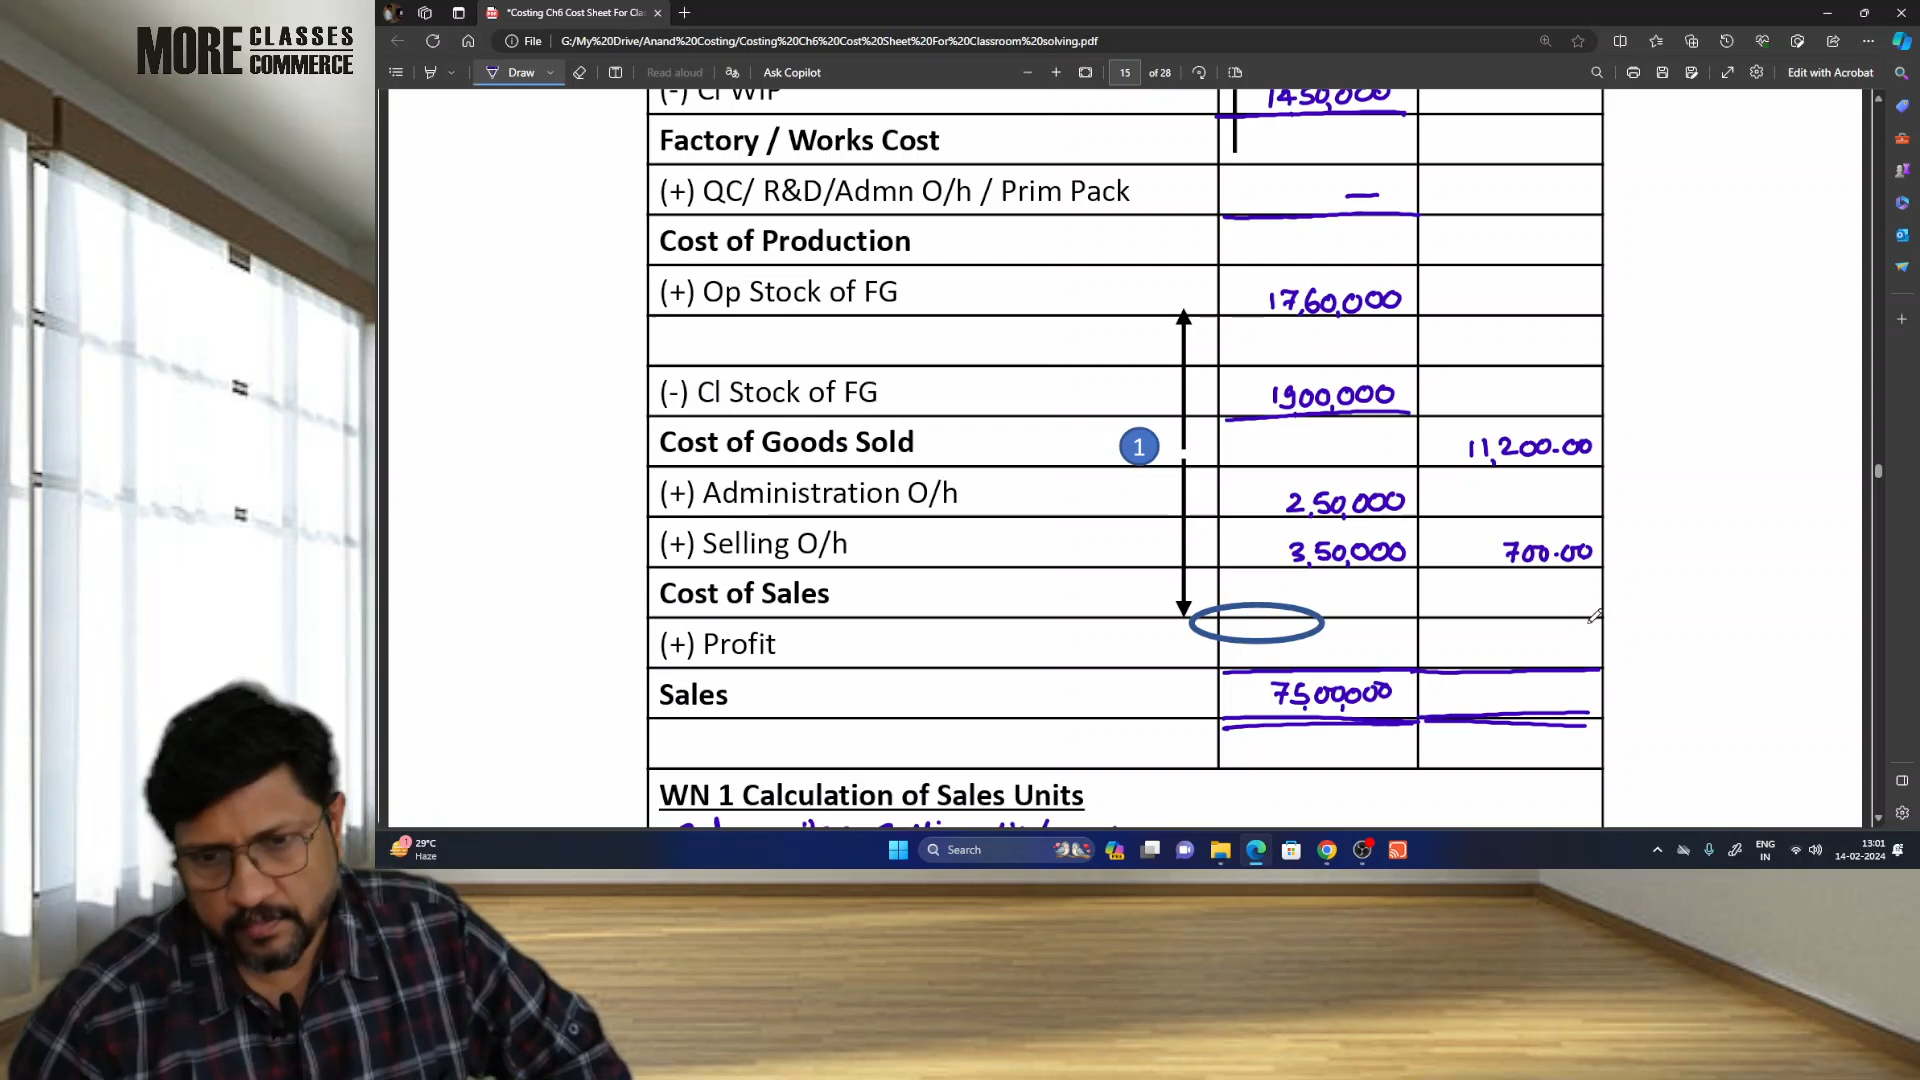 MORE CLASSES COMMERCE
*Costing Ch6 Cost Sheet For Cla
File G:/My%20Drive/Anand%20Costing/Costing%20Ch6%20Cost%20Sheet%20For%20Classroom%20solving.pdf
Draw Read aloud Ask Copilot 15 of 28 Edit with Acrobat
(-) Cl WIP 1450,000
Factory / Works Cost
(+) QC/ R&D/Admn O/h / Prim Pack —
Cost of Production
(+) Op Stock of FG 17,60,000
(-) Cl Stock of FG 1900,000
Cost of Goods Sold 1 11,200.00
(+) Administration O/h 2,50,000
(+) Selling O/h 3,50,000 700.00
Cost of Sales
(+) Profit
Sales 75,00,000
WN 1 Calculation of Sales Units
29°C
Haze
Search
ENG
IN
13:01
14-02-2024